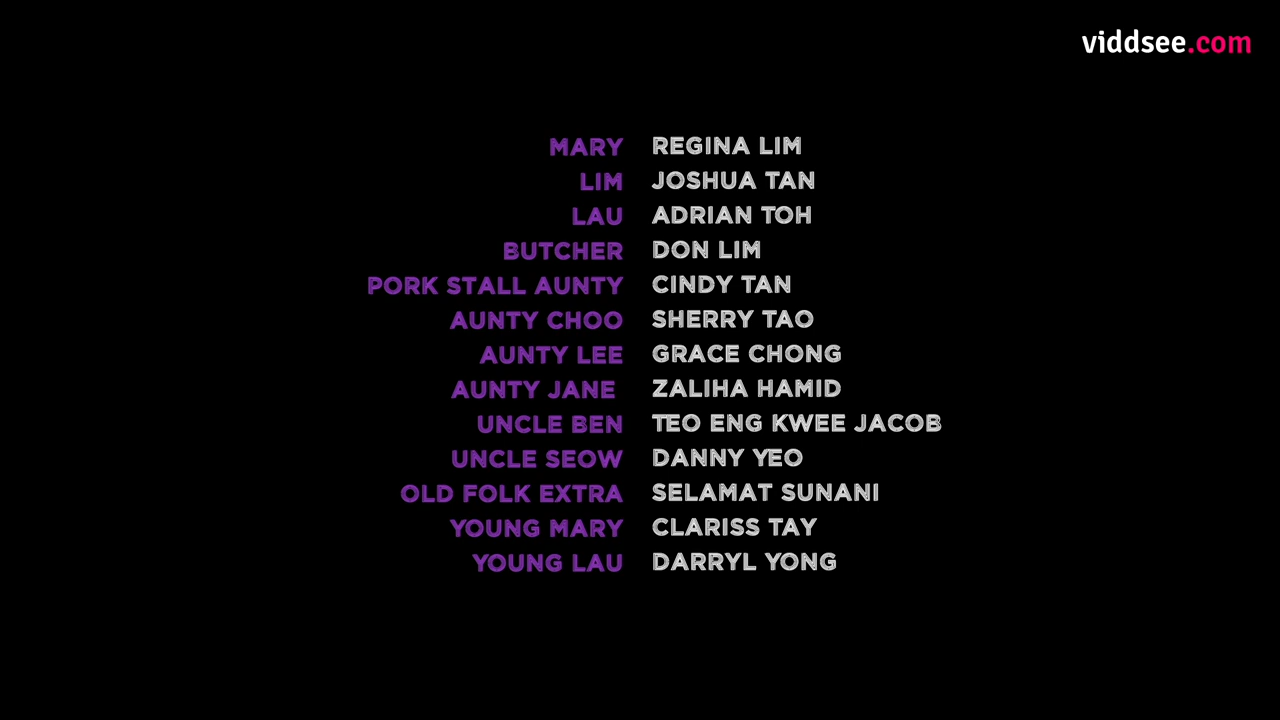 viddsee.com
MARY REGINA LIM
LIM JOSHUA TAN
LAU ADRIAN TOH
BUTCHER DON LIM
PORK STALL AUNTY CINDY TAN
AUNTY CHOO SHERRY TAO
AUNTY LEE GRACE CHONG
AUNTY JANE ZALIHA HAMID
UNCLE BEN TEO ENG KWEE JACOB
UNCLE SEOW DANNY YEO
OLD FOLK EXTRA SELAMAT SUNANI
YOUNG MARY CLARISS TAY
YOUNG LAU DARRYL YONG